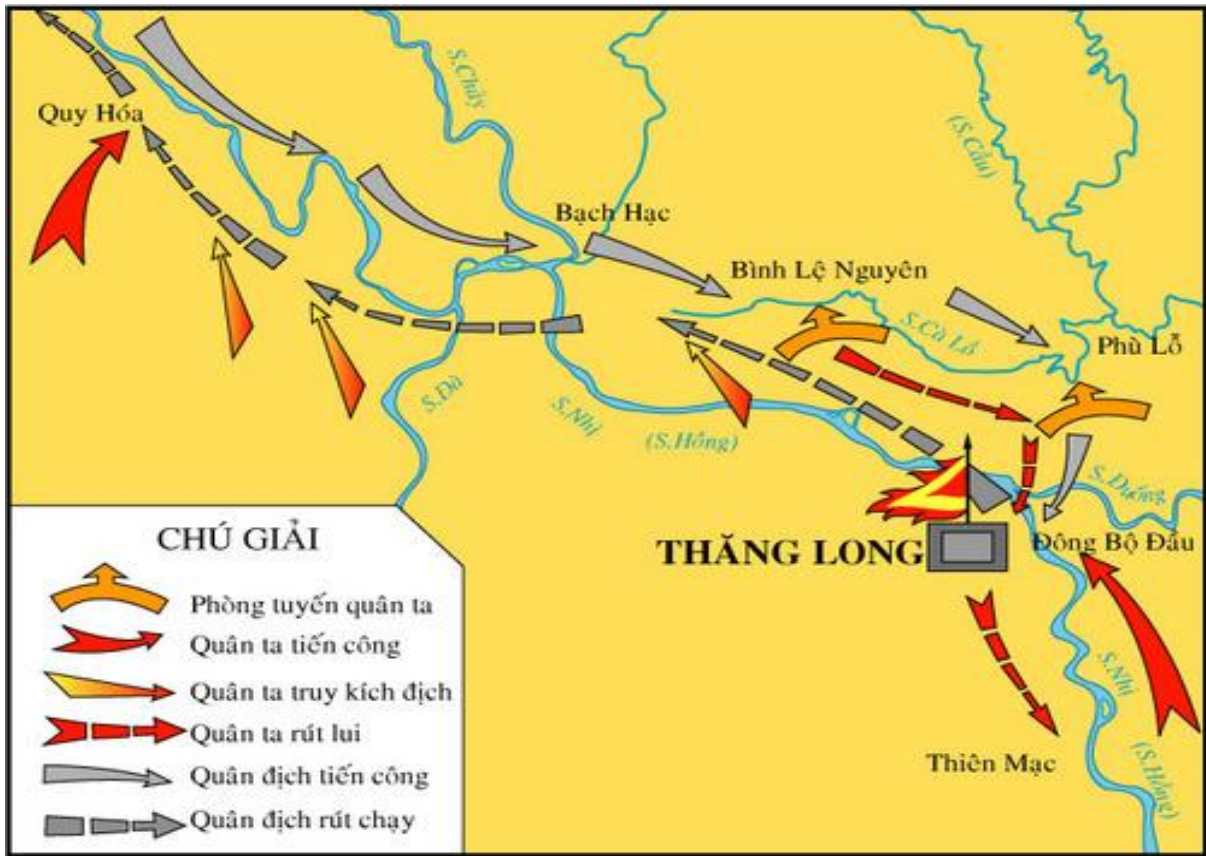 Quy Hóa
S.Chảy
(S.Cầu)
Bạch Hạc
Bình Lệ Nguyên
S.Cà Lồ
Phù Lỗ
S.Đà
S.Nhị
(S.Hồng)
S.Đuống
THĂNG LONG
Đông Bộ Đầu
S.Nhị
(S.Hồng)
Thiên Mạc
CHÚ GIẢI
Phòng tuyến quân ta
Quân ta tiến công
Quân ta truy kích địch
Quân ta rút lui
Quân địch tiến công
Quân địch rút chạy